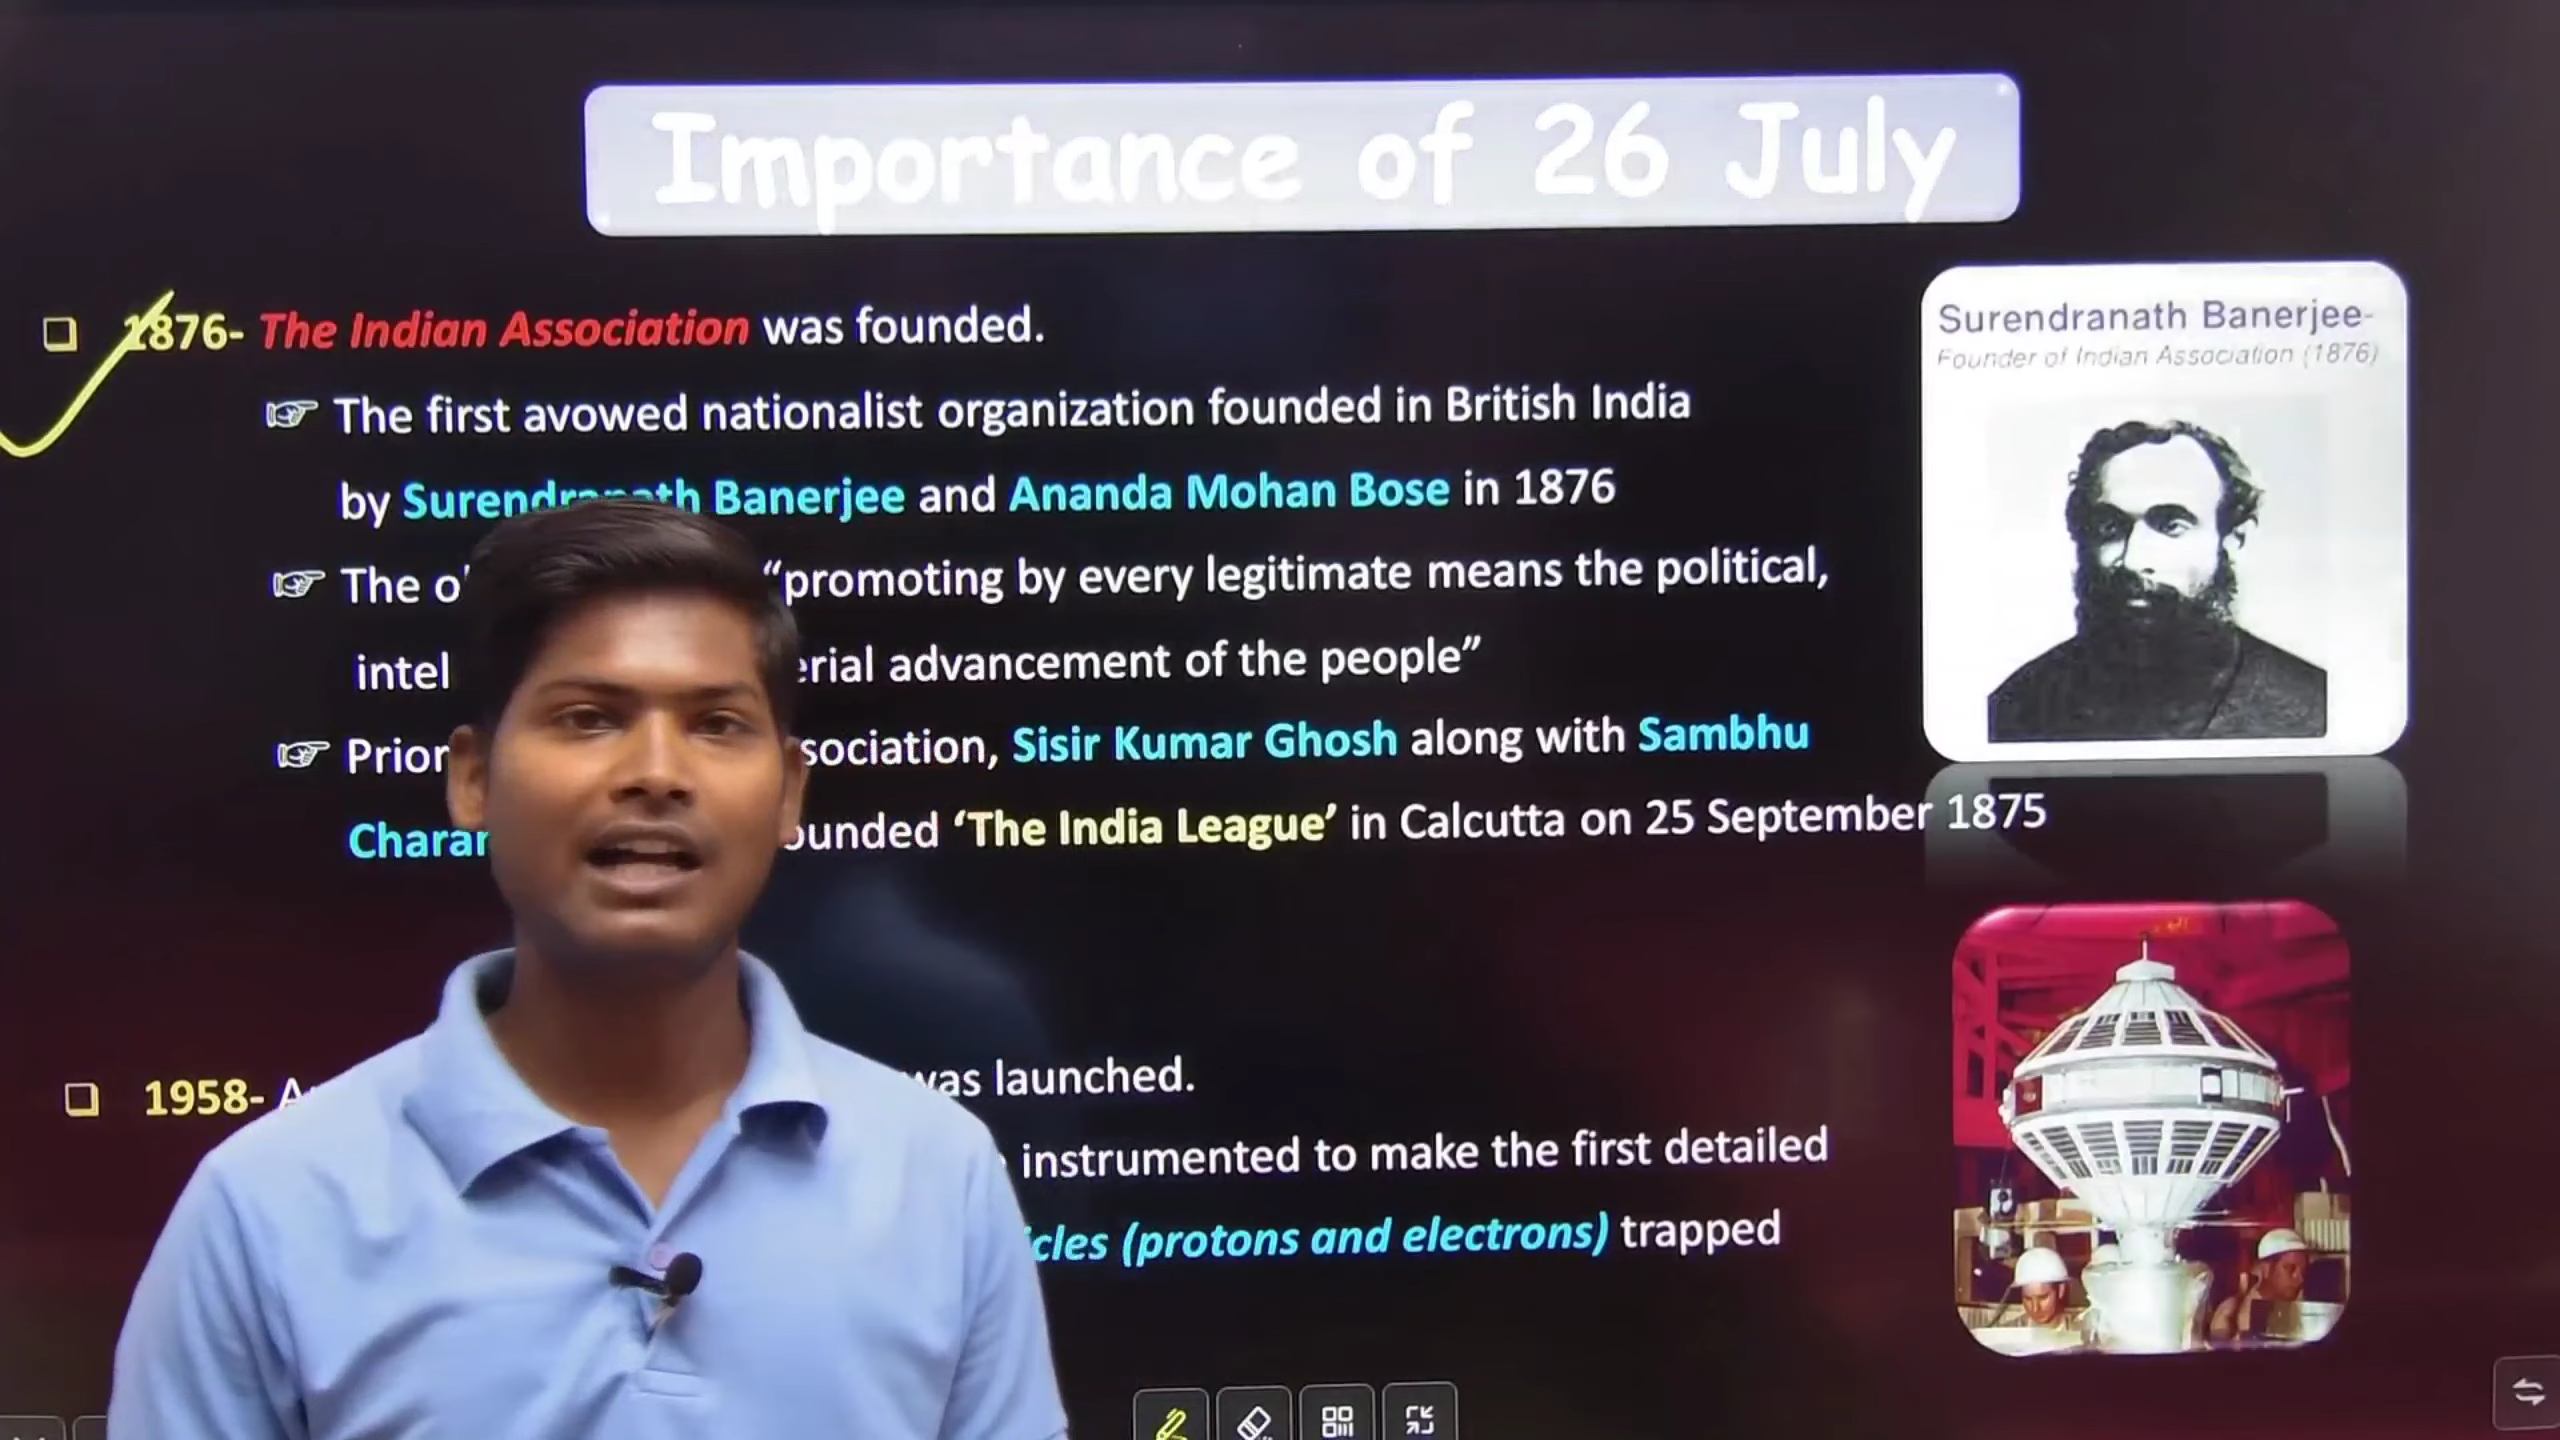 Importance of 26 July
1876- The Indian Association was founded.
The first avowed nationalist organization founded in British India
by Surendranath Banerjee and Ananda Mohan Bose in 1876
The “promoting by every legitimate means the political,
advancement of the people”
Prior Sisir Kumar Ghosh along with Sambhu
‘The India League’ in Calcutta on 25 September 1875
1958- was launched.
instrumented to make the first detailed
(protons and electrons) trapped
Surendranath Banerjee-
Founder of Indian Association (1876)